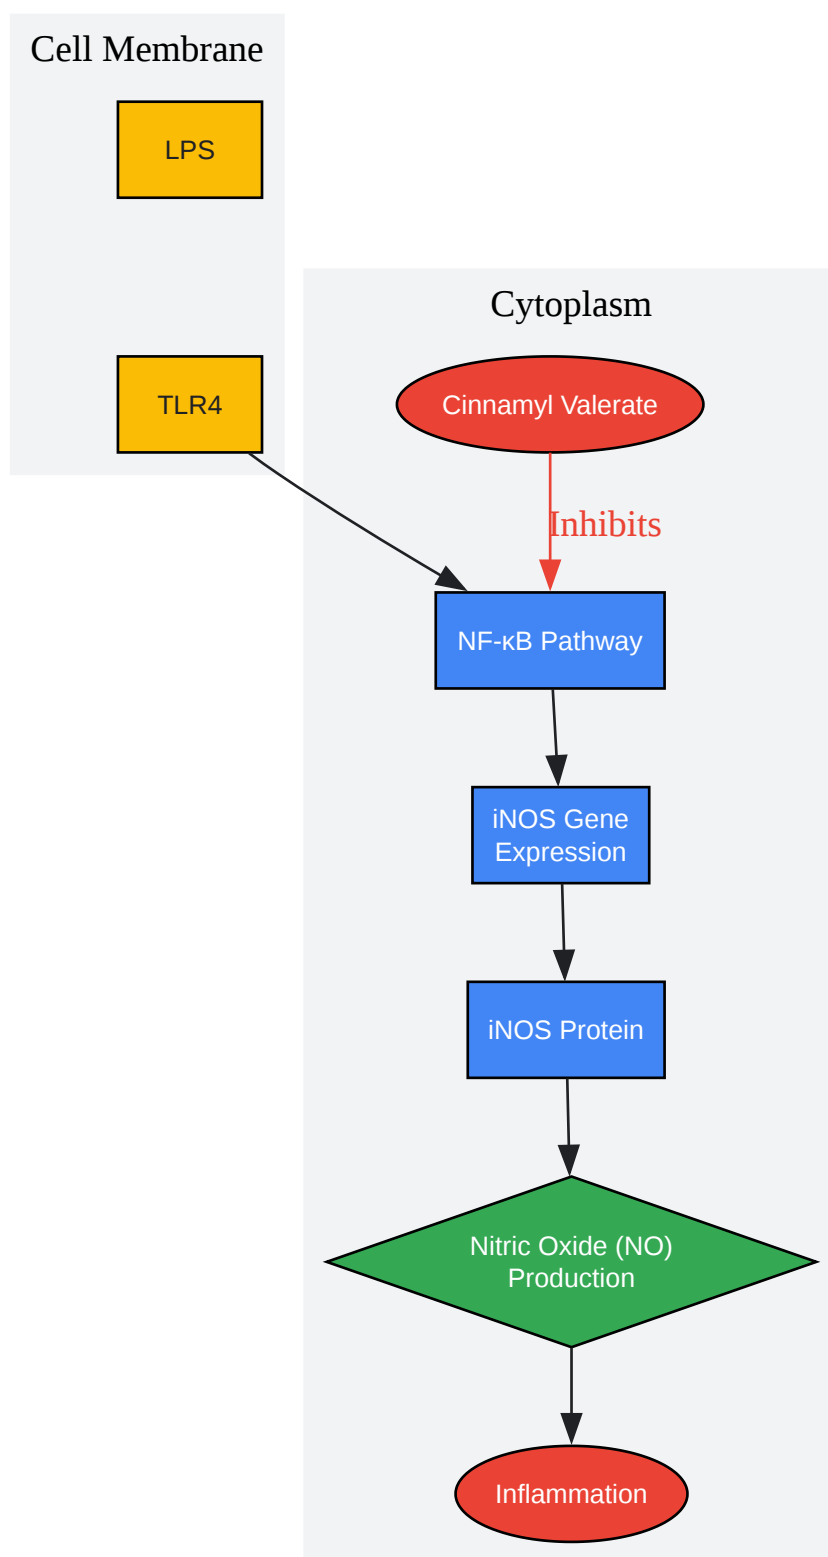 Cell Membrane
LPS
TLR4
Cytoplasm
Cinnamyl Valerate
Inhibits
NF-κB Pathway
iNOS Gene
Expression
iNOS Protein
Nitric Oxide (NO)
Production
Inflammation